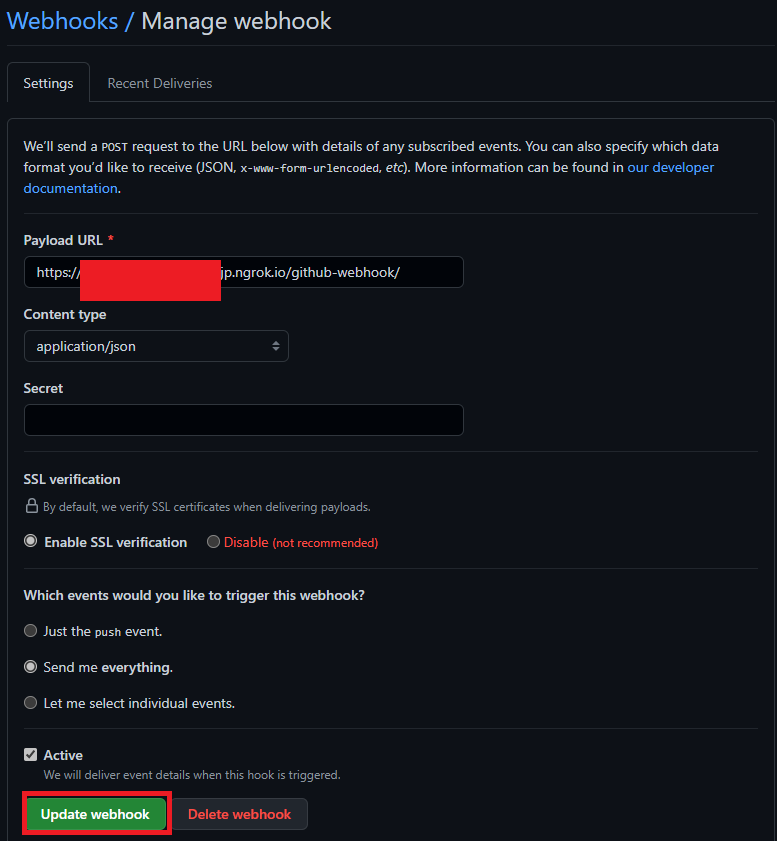 Webhooks / Manage webhook
Settings
Recent Deliveries
We’ll send a POST request to the URL below with details of any subscribed events. You can also specify which data
format you’d like to receive (JSON, x-www-form-urlencoded, etc). More information can be found in our developer
documentation.
Payload URL *
https:// jp.ngrok.io/github-webhook/
Content type
application/json
Secret
SSL verification
By default, we verify SSL certificates when delivering payloads.
Enable SSL verification
Disable (not recommended)
Which events would you like to trigger this webhook?
Just the push event.
Send me everything.
Let me select individual events.
Active
We will deliver event details when this hook is triggered.
Update webhook
Delete webhook